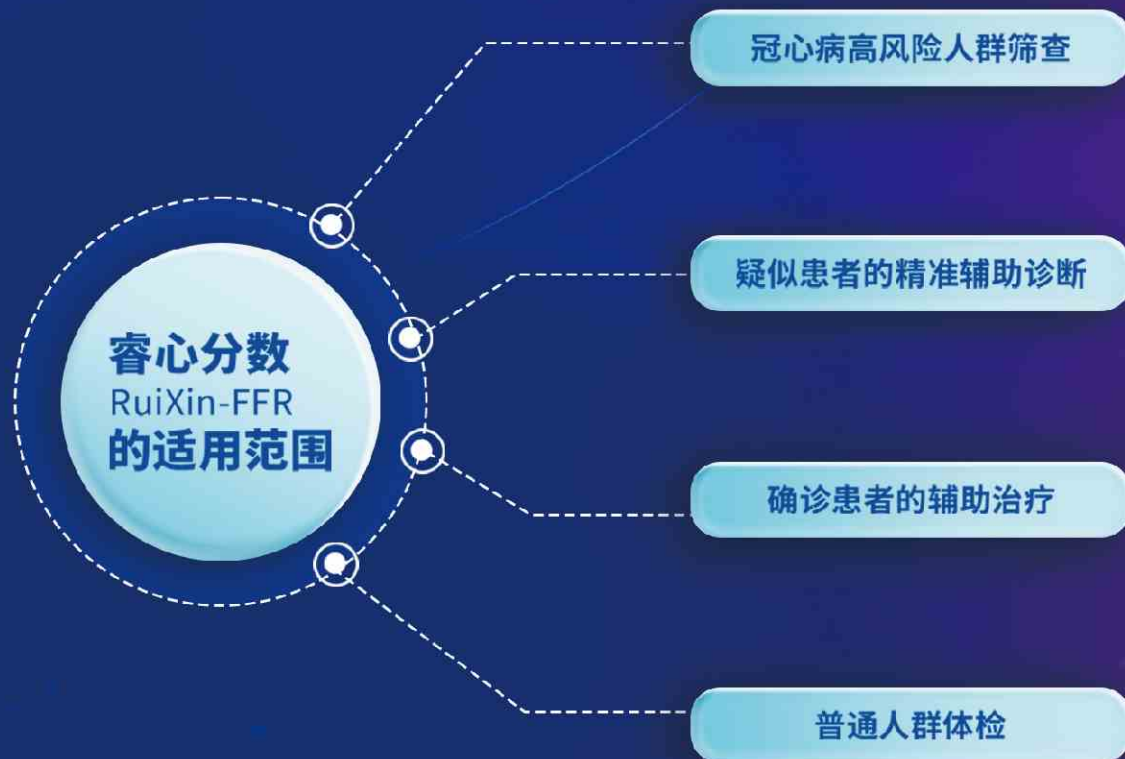 睿心分数
RuiXin-FFR
的适用范围
冠心病高风险人群筛查
疑似患者的精准辅助诊断
确诊患者的辅助治疗
普通人群体检